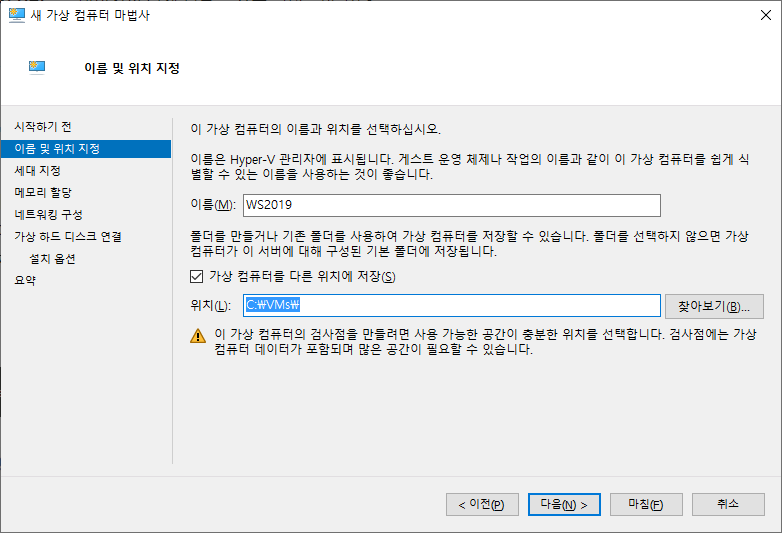 새 가상 컴퓨터 마법사
이름 및 위치 지정
시작하기 전
이름 및 위치 지정
세대 지정
메모리 할당
네트워킹 구성
가상 하드 디스크 연결
설치 옵션
요약
이 가상 컴퓨터의 이름과 위치를 선택하십시오.
이름은 Hyper-V 관리자에 표시됩니다. 게스트 운영 체제나 작업의 이름과 같이 이 가상 컴퓨터를 쉽게 식
별할 수 있는 이름을 사용하는 것이 좋습니다.
이름(M): WS2019
폴더를 만들거나 기존 폴더를 사용하여 가상 컴퓨터를 저장할 수 있습니다. 폴더를 선택하지 않으면 가상
컴퓨터가 이 서버에 대해 구성된 기본 폴더에 저장됩니다.
가상 컴퓨터를 다른 위치에 저장(S)
위치(L): C:₩VMs₩ 찾아보기(B)...
이 가상 컴퓨터의 검사점을 만들려면 사용 가능한 공간이 충분한 위치를 선택합니다. 검사점에는 가상
컴퓨터 데이터가 포함되며 많은 공간이 필요할 수 있습니다.
< 이전(P) 다음(N) > 마침(F) 취소